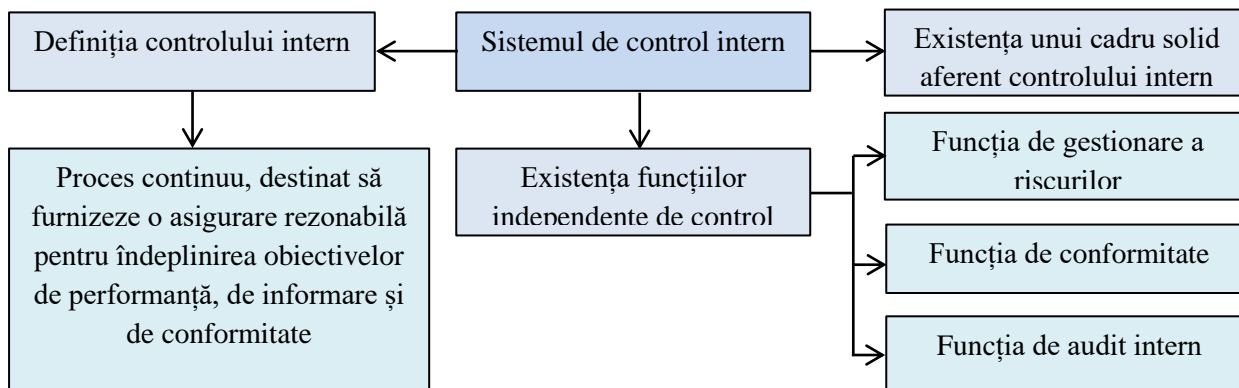 Definiția controlului intern
Sistemul de control intern
Existența unui cadru solid
aferent controlului intern
Proces continuu, destinat să
furnizeze o asigurare rezonabilă
pentru îndeplinirea obiectivelor
de performanță, de informare și
de conformitate
Existența funcțiilor
independente de control
Funcția de gestionare a
riscurilor
Funcția de conformitate
Funcția de audit intern